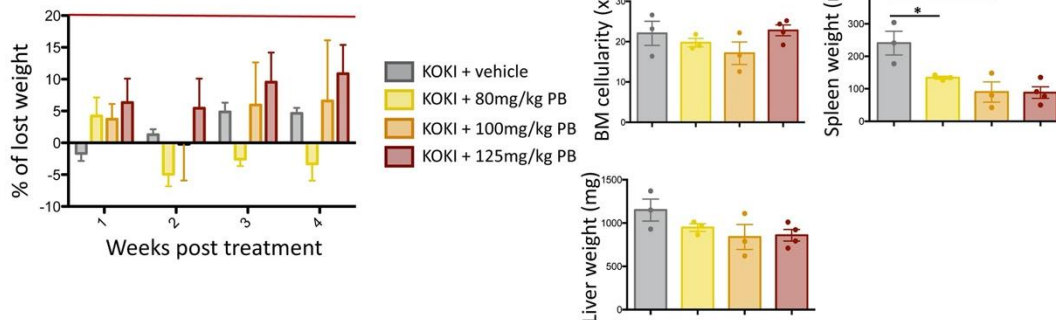 20
15
10
5
0
-5
-10
% of lost weight
1
2
3
4
Weeks post treatment
KOKI + vehicle
KOKI + 80mg/kg PB
KOKI + 100mg/kg PB
KOKI + 125mg/kg PB
30
20
10
0
BM cellularity (x
*
300
200
100
0
Spleen weight (
1500
1000
500
0
Liver weight (mg)